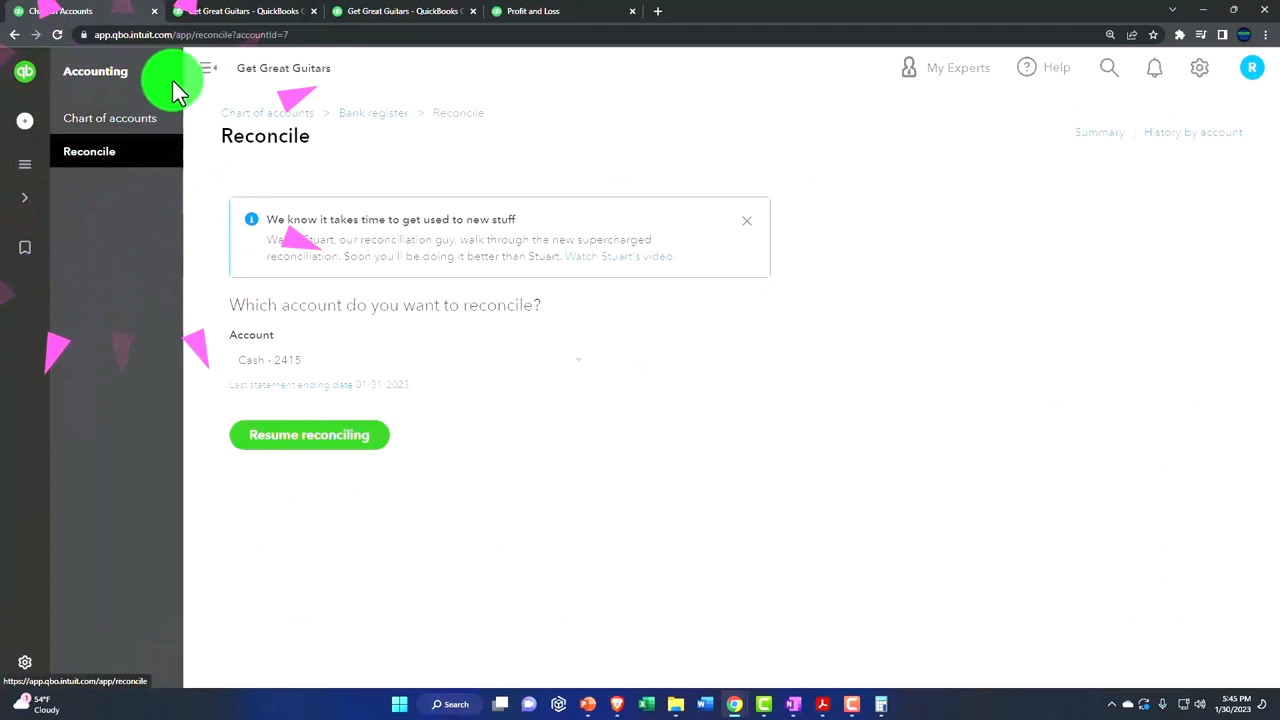 Get Great Guitars - QuickBooks
Get Great Guitars - QuickBooks
Profit and Loss
app.qbo.intuit.com/app/reconcile?accountId=7
qb
Accounting
Get Great Guitars
My Experts
Help
R
Chart of accounts > Bank register > Reconcile
Chart of accounts
Reconcile
Summary | History by account
Reconcile
We know it takes time to get used to new stuff
Stuart, our reconciliation guy, walk through the new supercharged
reconciliation. Soon you'll be doing it better than Stuart. Watch Stuart's video.
Which account do you want to reconcile?
Account
Cash - 2415
Last statement ending date 01/31/2023
Resume reconciling
https://app.qbo.intuit.com/app/reconcile
1
54°F
Cloudy
Search
5:45 PM
1/30/2023